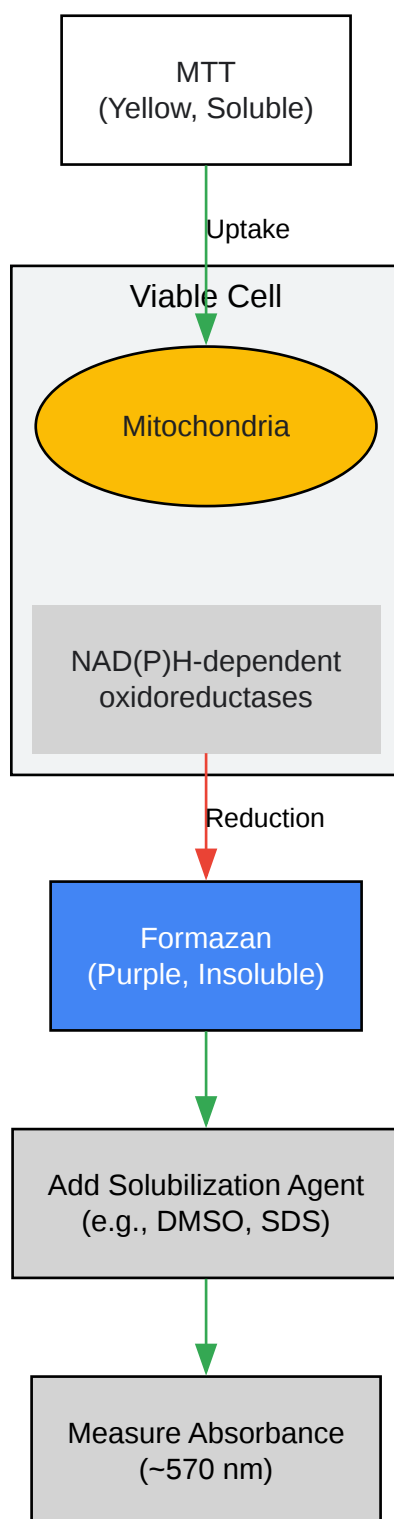 MTT
(Yellow, Soluble)
Uptake
Viable Cell
Mitochondria
NAD(P)H-dependent
oxidoreductases
Reduction
Formazan
(Purple, Insoluble)
Add Solubilization Agent
(e.g., DMSO, SDS)
Measure Absorbance
(~570 nm)